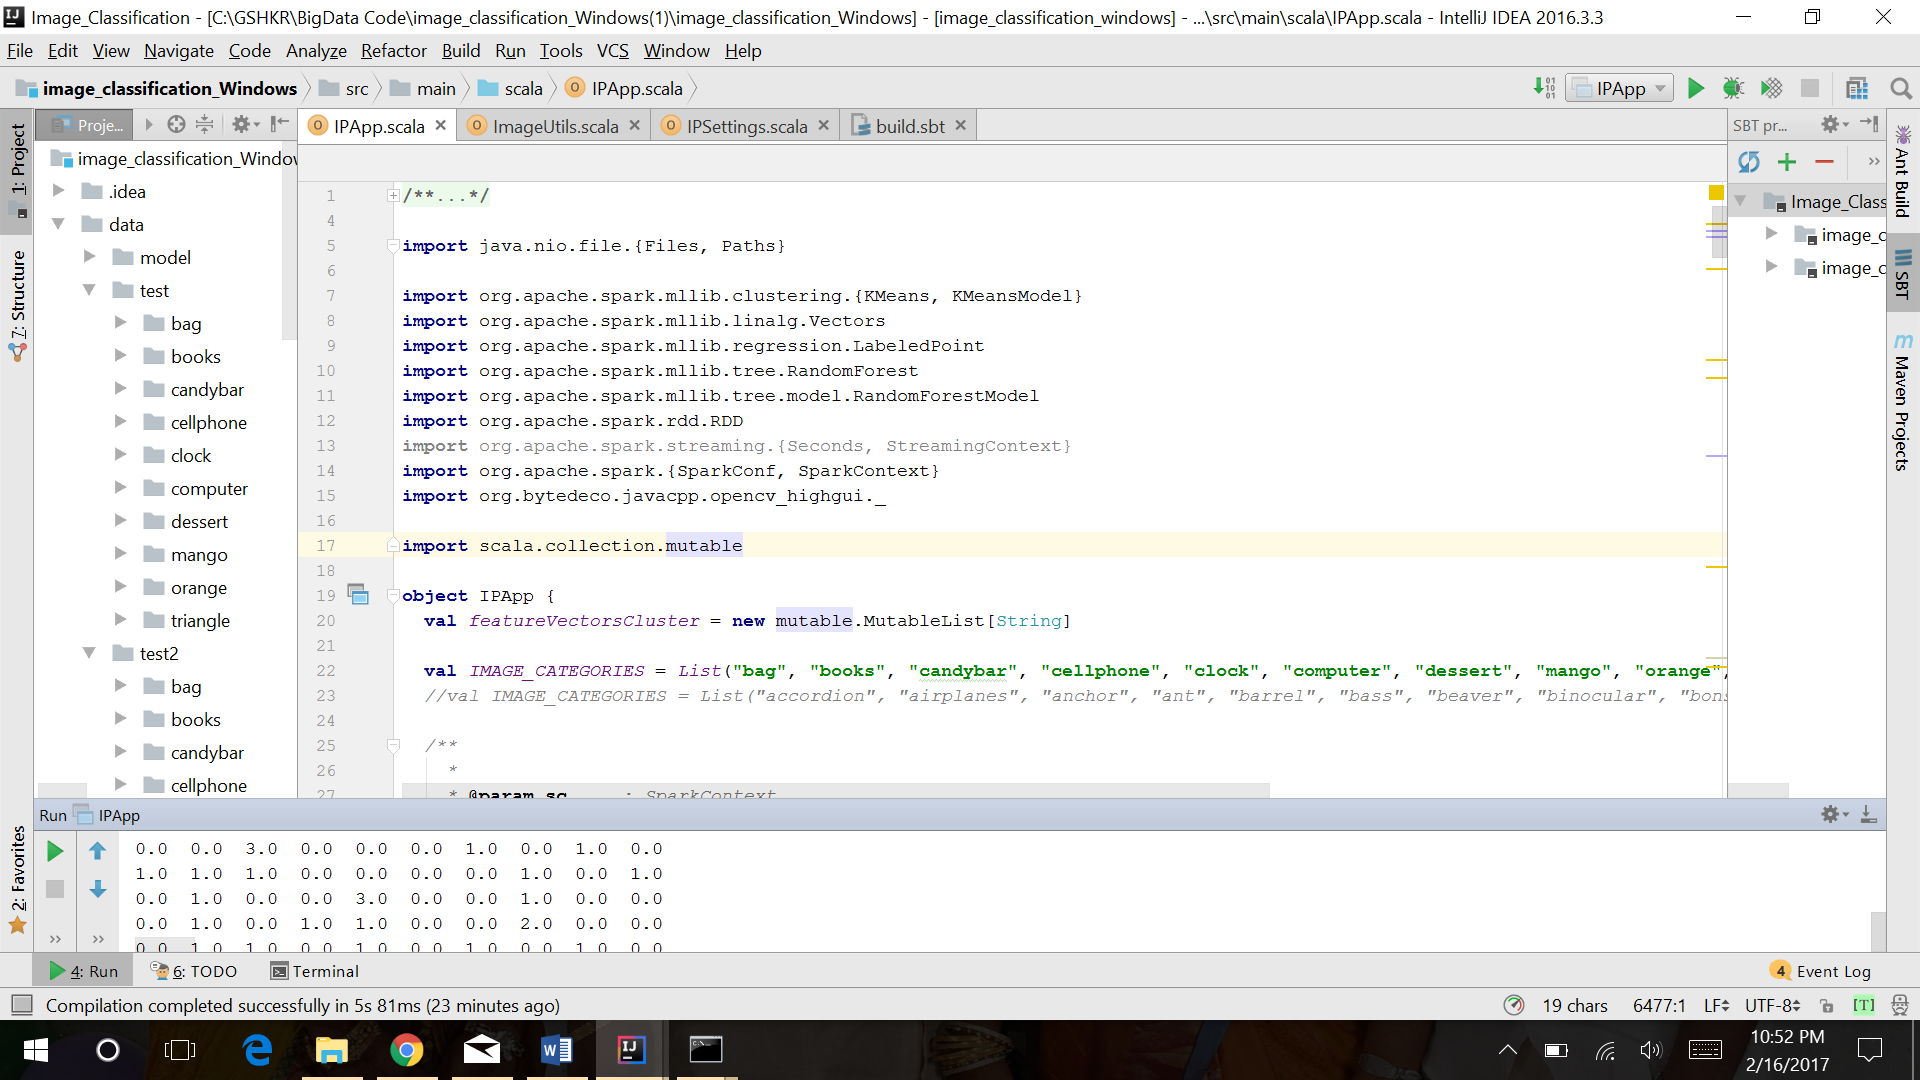 Image_Classification - [C:\GSHKR\BigData Code\image_classification_Windows(1)\image_classification_Windows] - [image_classification_windows] - ...\src\main\scala\IPApp.scala - IntelliJ IDEA 2016.3.3
File Edit View Navigate Code Analyze Refactor Build Run Tools VCS Window Help
image_classification_Windows src main scala IPApp.scala IPApp
Proje... IPApp.scala ImageUtils.scala IPSettings.scala build.sbt SBT pr...
1: Project
7: Structure
2: Favorites
image_classification_Windov
.idea
data
model
test
bag
books
candybar
cellphone
clock
computer
dessert
mango
orange
triangle
test2
bag
books
candybar
cellphone
1 /**...*/
4
5 import java.nio.file.{Files, Paths}
6
7 import org.apache.spark.mllib.clustering.{KMeans, KMeansModel}
8 import org.apache.spark.mllib.linalg.Vectors
9 import org.apache.spark.mllib.regression.LabeledPoint
10 import org.apache.spark.mllib.tree.RandomForest
11 import org.apache.spark.mllib.tree.model.RandomForestModel
12 import org.apache.spark.rdd.RDD
13 import org.apache.spark.streaming.{Seconds, StreamingContext}
14 import org.apache.spark.{SparkConf, SparkContext}
15 import org.bytedeco.javacpp.opencv_highgui._
16
17 import scala.collection.mutable
18
19 object IPApp {
20 val featureVectorsCluster = new mutable.MutableList[String]
21
22 val IMAGE_CATEGORIES = List("bag", "books", "candybar", "cellphone", "clock", "computer", "dessert", "mango", "orange",
23 //val IMAGE_CATEGORIES = List("accordion", "airplanes", "anchor", "ant", "barrel", "bass", "beaver", "binocular", "bons
24
25 /**
26 *
27 * @param sc : SparkContext
Image_Class
image_c
image_c
Ant Build
SBT
Maven Projects
Run IPApp
0.0 0.0 3.0 0.0 0.0 0.0 1.0 0.0 1.0 0.0
1.0 1.0 1.0 0.0 0.0 0.0 0.0 1.0 0.0 1.0
0.0 1.0 0.0 0.0 3.0 0.0 0.0 1.0 0.0 0.0
0.0 1.0 0.0 1.0 1.0 0.0 0.0 2.0 0.0 0.0
0.0 1.0 1.0 0.0 1.0 0.0 1.0 0.0 1.0 0.0
4: Run 6: TODO Terminal 4 Event Log
Compilation completed successfully in 5s 81ms (23 minutes ago) 19 chars 6477:1 LF UTF-8 [T]
10:52 PM
2/16/2017